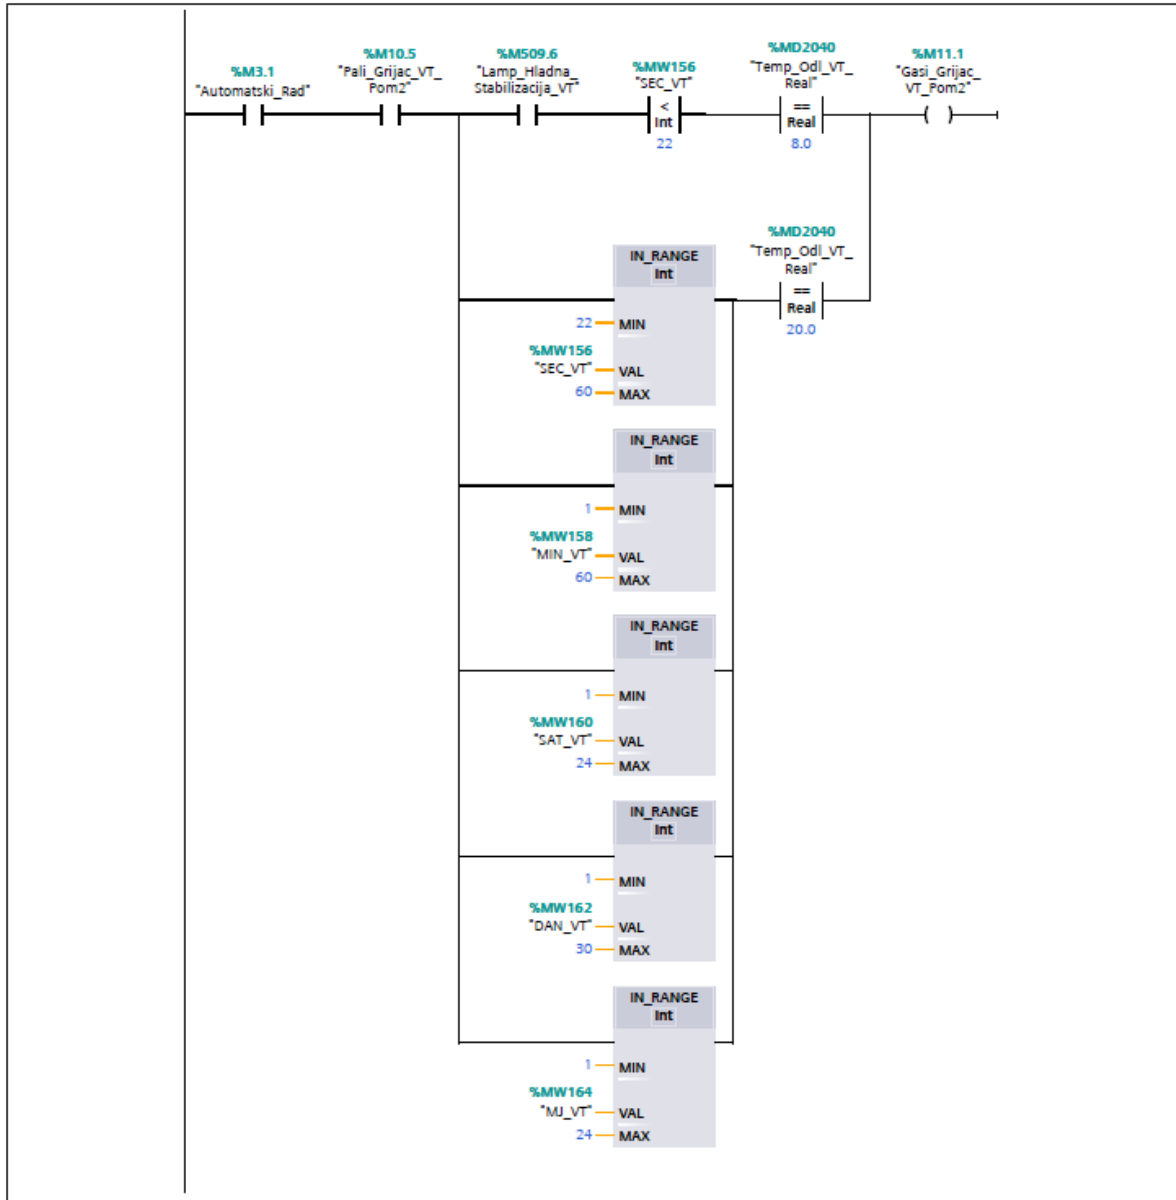 %M3.1
"Automatski_Rad"
%M10.5
"Pali_Grijac_VT_
Pom2"
%M509.6
"Lamp_Hladna_
Stabilizacija_VT"
%MW156
"SEC_VT"
<
Int
22
%MD2040
"Temp_Odl_VT_
Real"
==
Real
8.0
%M11.1
"Gasi_Grijac_
VT_Pom2"
( )
IN_RANGE
Int
22 MIN
%MW156
"SEC_VT" VAL
60 MAX
%MD2040
"Temp_Odl_VT_
Real"
==
Real
20.0
IN_RANGE
Int
1 MIN
%MW158
"MIN_VT" VAL
60 MAX
IN_RANGE
Int
1 MIN
%MW160
"SAT_VT" VAL
24 MAX
IN_RANGE
Int
1 MIN
%MW162
"DAN_VT" VAL
30 MAX
IN_RANGE
Int
1 MIN
%MW164
"MJ_VT" VAL
24 MAX